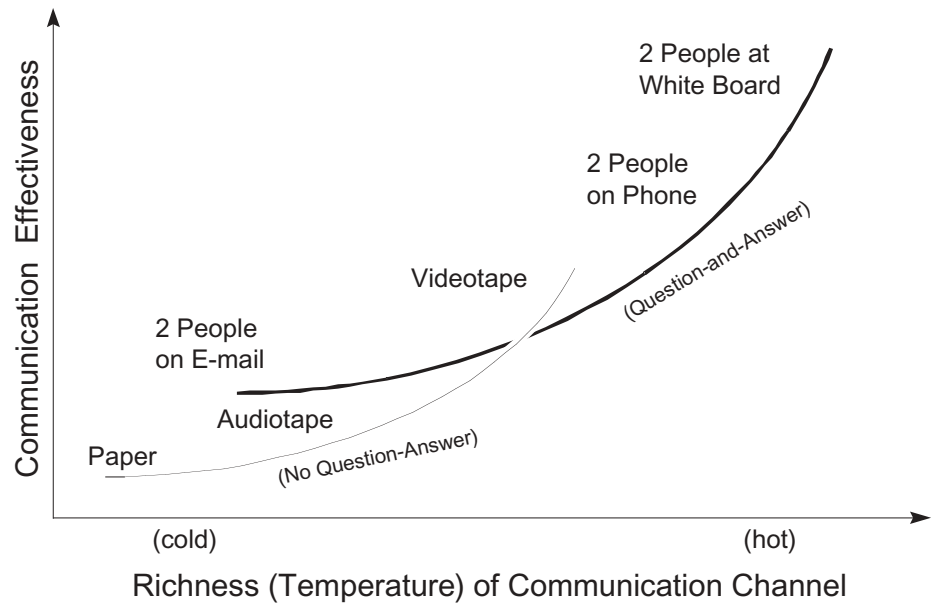 2 People at
White Board
2 People
on Phone
(Question-and-Answer)
Videotape
2 People
on E-mail
Audiotape
(No Question-Answer)
Paper
Communication Effectiveness
(cold)
(hot)
Richness (Temperature) of Communication Channel